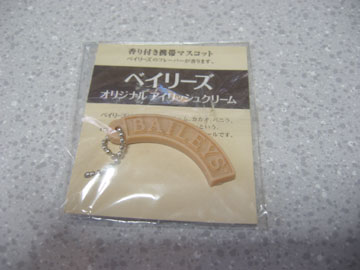 香り付き携帯マスコット
ベイリーズのフレーバーが香ります。
ベイリーズ
オリジナルアイリッシュクリーム
BAILEYS